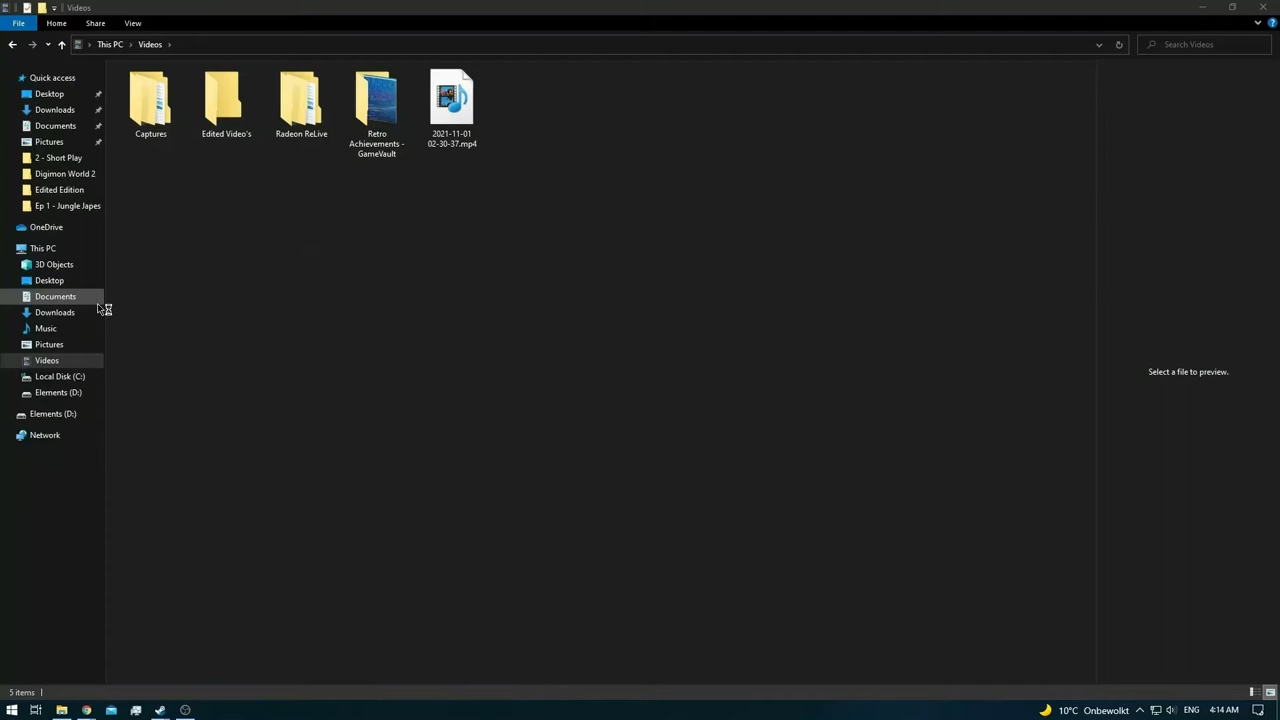 Videos
File
Home
Share
View
This PC
Videos
Search Videos
Quick access
Desktop
Downloads
Documents
Pictures
2 - Short Play
Digimon World 2
Edited Edition
Ep 1 - Jungle Japes
OneDrive
This PC
3D Objects
Desktop
Documents
Downloads
Music
Pictures
Videos
Local Disk (C:)
Elements (D:)
Elements (D:)
Network
Captures
Edited Video's
Radeon ReLive
Retro
Achievements -
GameVault
2021-11-01
02-30-37.mp4
Select a file to preview.
5 items
10°C Onbewolkt
ENG
4:14 AM